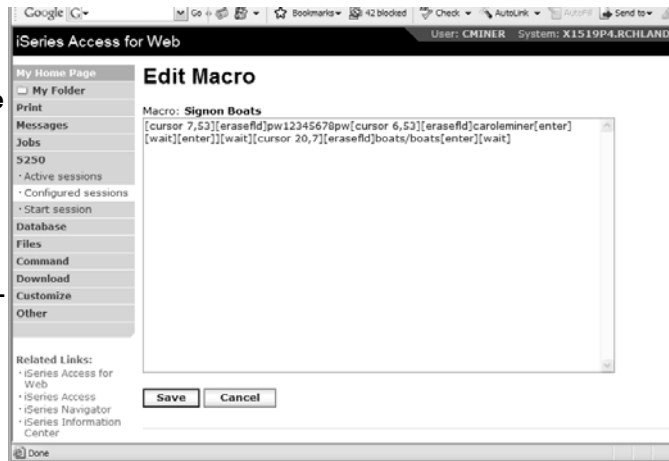 Google G
Go
Bookmarks
42 blocked
Check
AutoLink
AutoFill
Send to
iSeries Access for Web
User: CMINER System: X1519P4.RCHLAND
My Home Page
My Folder
Print
Messages
Jobs
5250
· Active sessions
· Configured sessions
· Start session
Database
Files
Command
Download
Customize
Other
Related Links:
· iSeries Access for
Web
· iSeries Access
· iSeries Navigator
· iSeries Information
Center
Edit Macro
Macro: Signon Boats
[cursor 7,53][erasefld]pw12345678pw[cursor 6,53][erasefld]caroleminer[enter]
[wait][enter]][wait][cursor 20,7][erasefld]boats/boats[enter][wait]
Save Cancel
Done